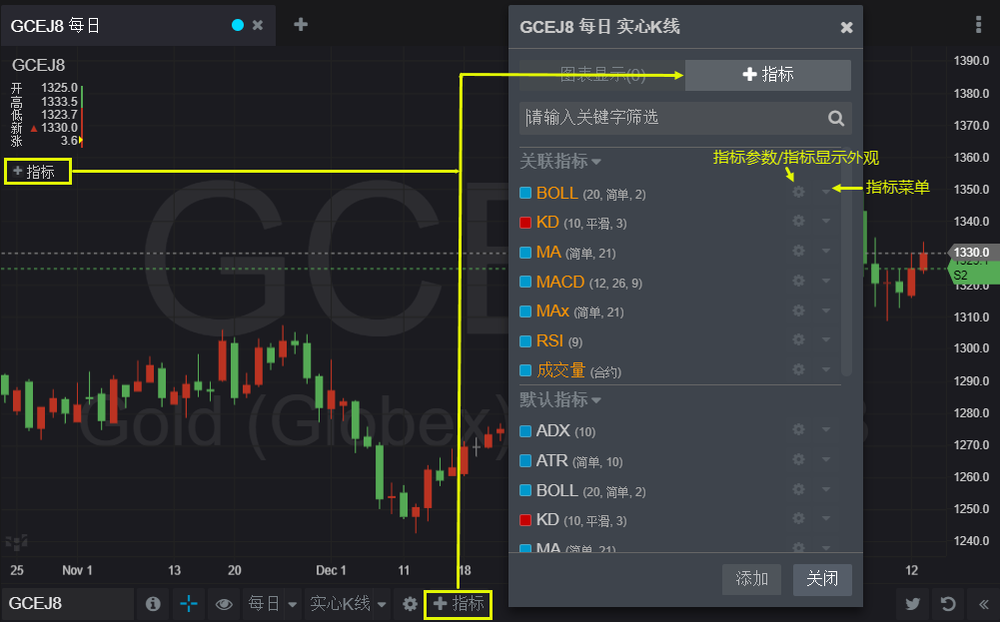 GCEJ8 每日
GCEJ8
开 1325.0
高 1333.5
低 1323.7
新 ▲ 1330.0
涨 3.6
+ 指标
GCEJ8 每日 实心K线
图表显示(0)
+ 指标
请输入关键字筛选
关联指标
指标参数/指标显示外观
指标菜单
BOLL (20, 简单, 2)
KD (10, 平滑, 3)
MA (简单, 21)
MACD (12, 26, 9)
MAx (简单, 21)
RSI (9)
成交量 (合约)
默认指标
ADX (10)
ATR (简单, 10)
BOLL (20, 简单, 2)
KD (10, 平滑, 3)
MA (简单, 21)
添加
关闭
1390.0
1380.0
1370.0
1360.0
1350.0
1340.0
1330.0
S2
1320.0
1310.0
1300.0
1290.0
1280.0
1270.0
1260.0
1250.0
1240.0
Gold (Globex)
25 Nov 1 13 20 Dec 1 11 18 12
GCEJ8 每日 实心K线 + 指标